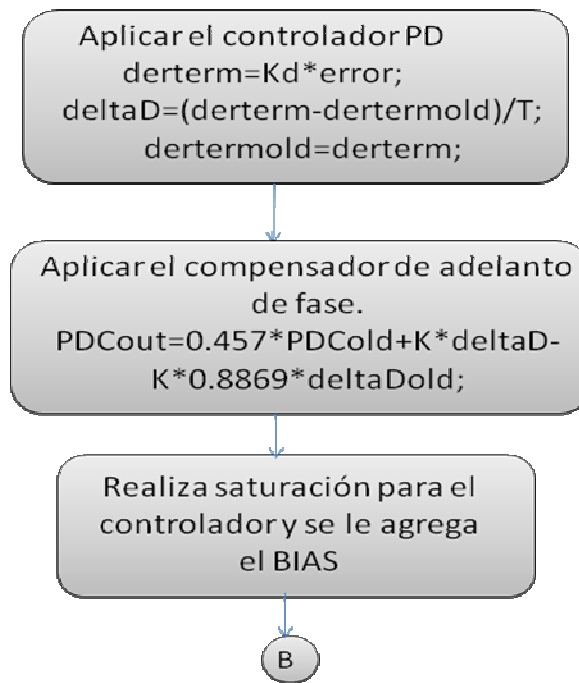 Aplicar el controlador PD
derterm=Kd*error;
deltaD=(derterm-dertermold)/T;
dertermold=derterm;
Aplicar el compensador de adelanto
de fase.
PDCout=0.457*PDCold+K*deltaD-
K*0.8869*deltaDold;
Realiza saturación para el
controlador y se le agrega
el BIAS
B